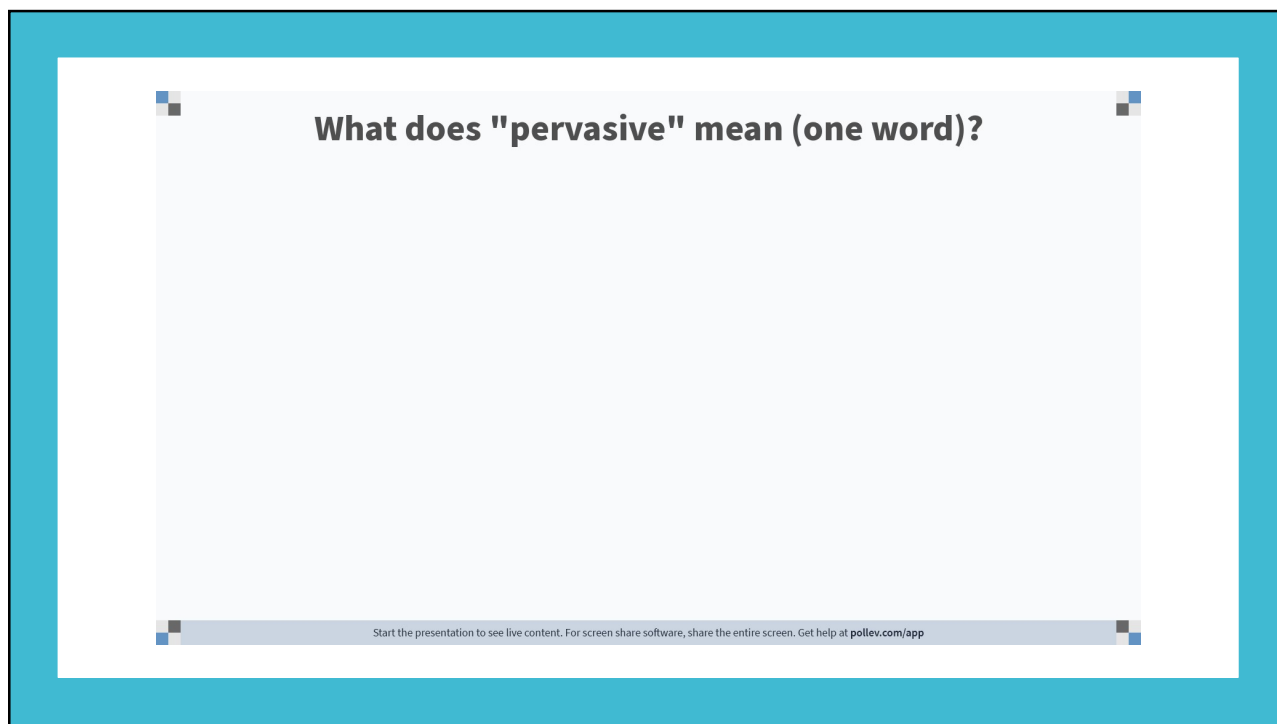 What does "pervasive" mean (one word)?
Start the presentation to see live content. For screen share software, share the entire screen. Get help at pollev.com/app